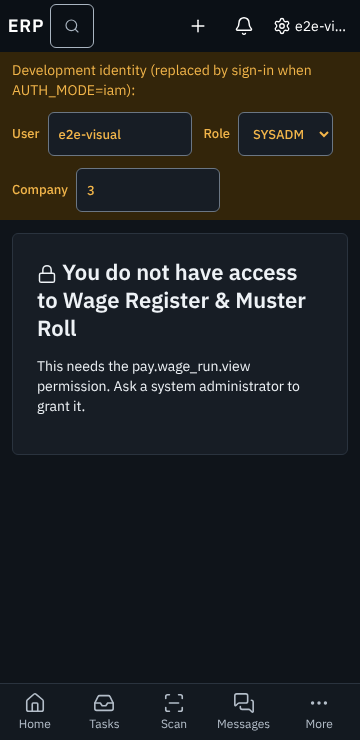 ERP
e2e-vi...
Development identity (replaced by sign-in when
AUTH_MODE=iam):
User e2e-visual Role SYSADM
Company 3
You do not have access
to Wage Register & Muster
Roll
This needs the pay.wage_run.view
permission. Ask a system administrator to
grant it.
Home Tasks Scan Messages More